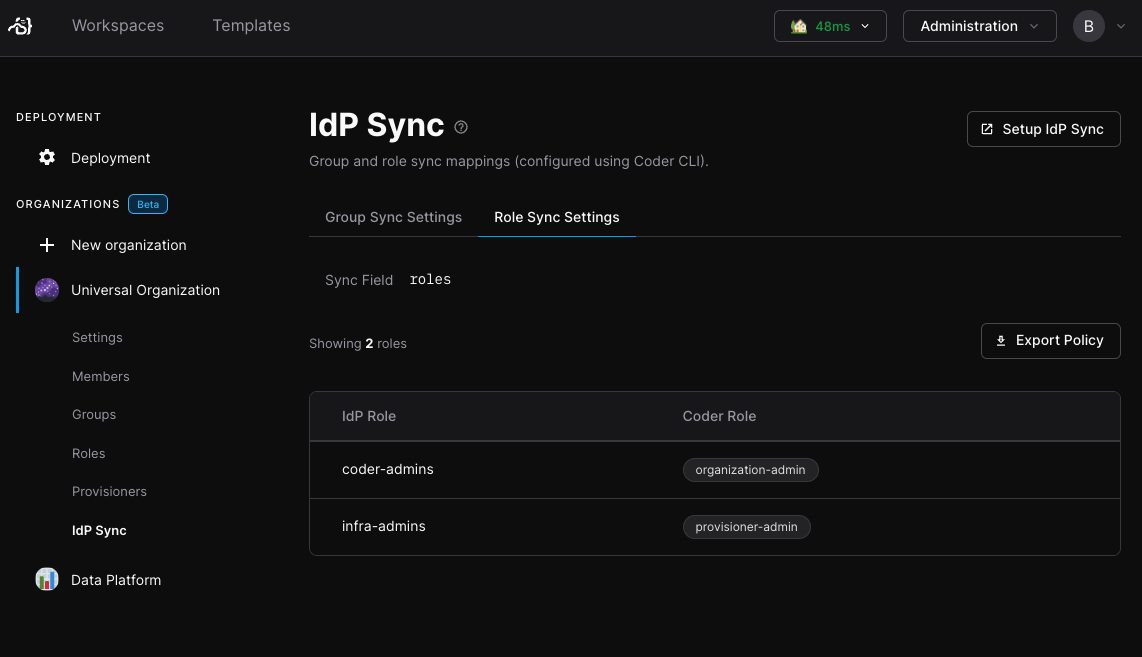 Workspaces
Templates
48ms
Administration
B
DEPLOYMENT
Deployment
ORGANIZATIONS Beta
New organization
Universal Organization
Settings
Members
Groups
Roles
Provisioners
IdP Sync
Data Platform
IdP Sync
Setup IdP Sync
Group and role sync mappings (configured using Coder CLI).
Group Sync Settings
Role Sync Settings
Sync Field roles
Showing 2 roles
Export Policy
IdP Role
Coder Role
coder-admins
organization-admin
infra-admins
provisioner-admin